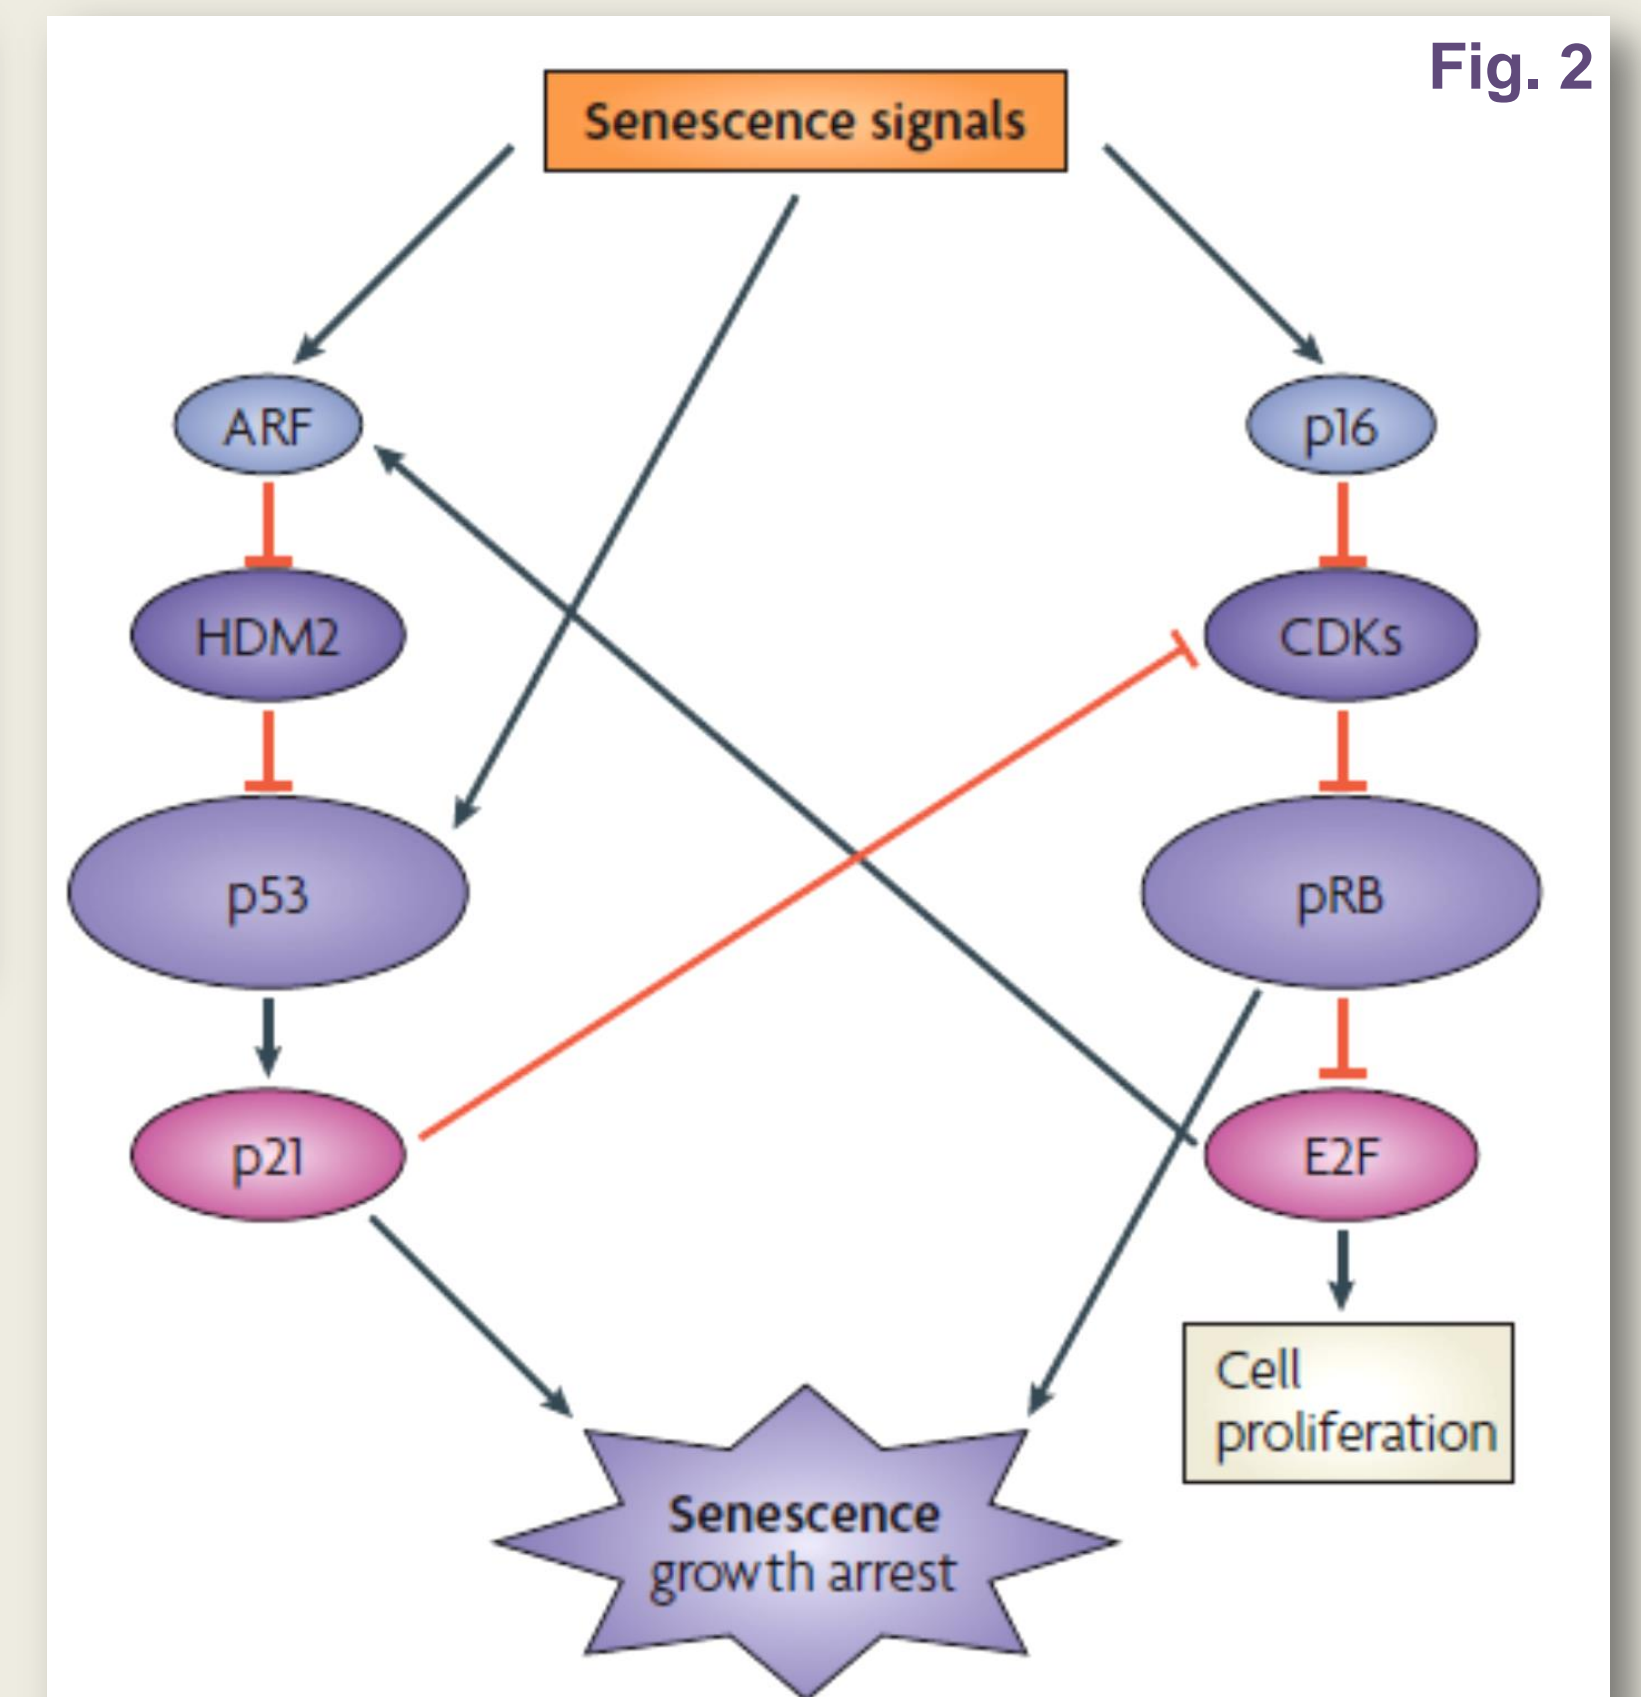 Fig. 2
Senescence signals
ARF
p16
HDM2
CDKs
p53
pRB
p21
E2F
Cell
proliferation
Senescence
growth arrest